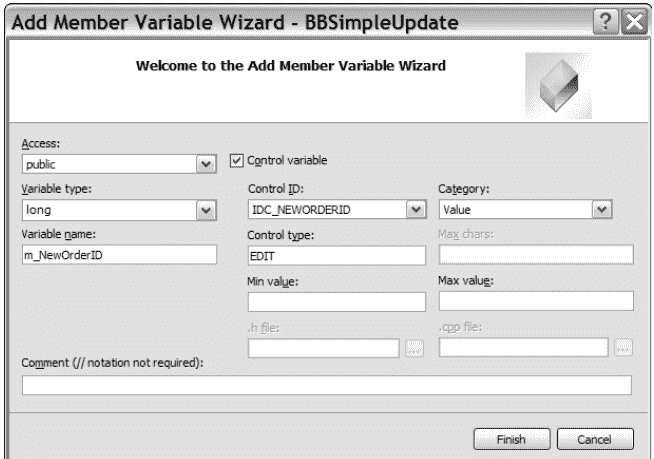 Add Member Variable Wizard - BBSimpleUpdate
Welcome to the Add Member Variable Wizard
Access:
public
Control variable
Variable type:
Control ID:
Category:
long
IDC_NEWORDERID
Value
Variable name:
Control type:
Max chars:
m_NewOrderID
EDIT
Min value:
Max value:
.h file:
.cpp file:
...
...
Comment (// notation not required):
Finish
Cancel